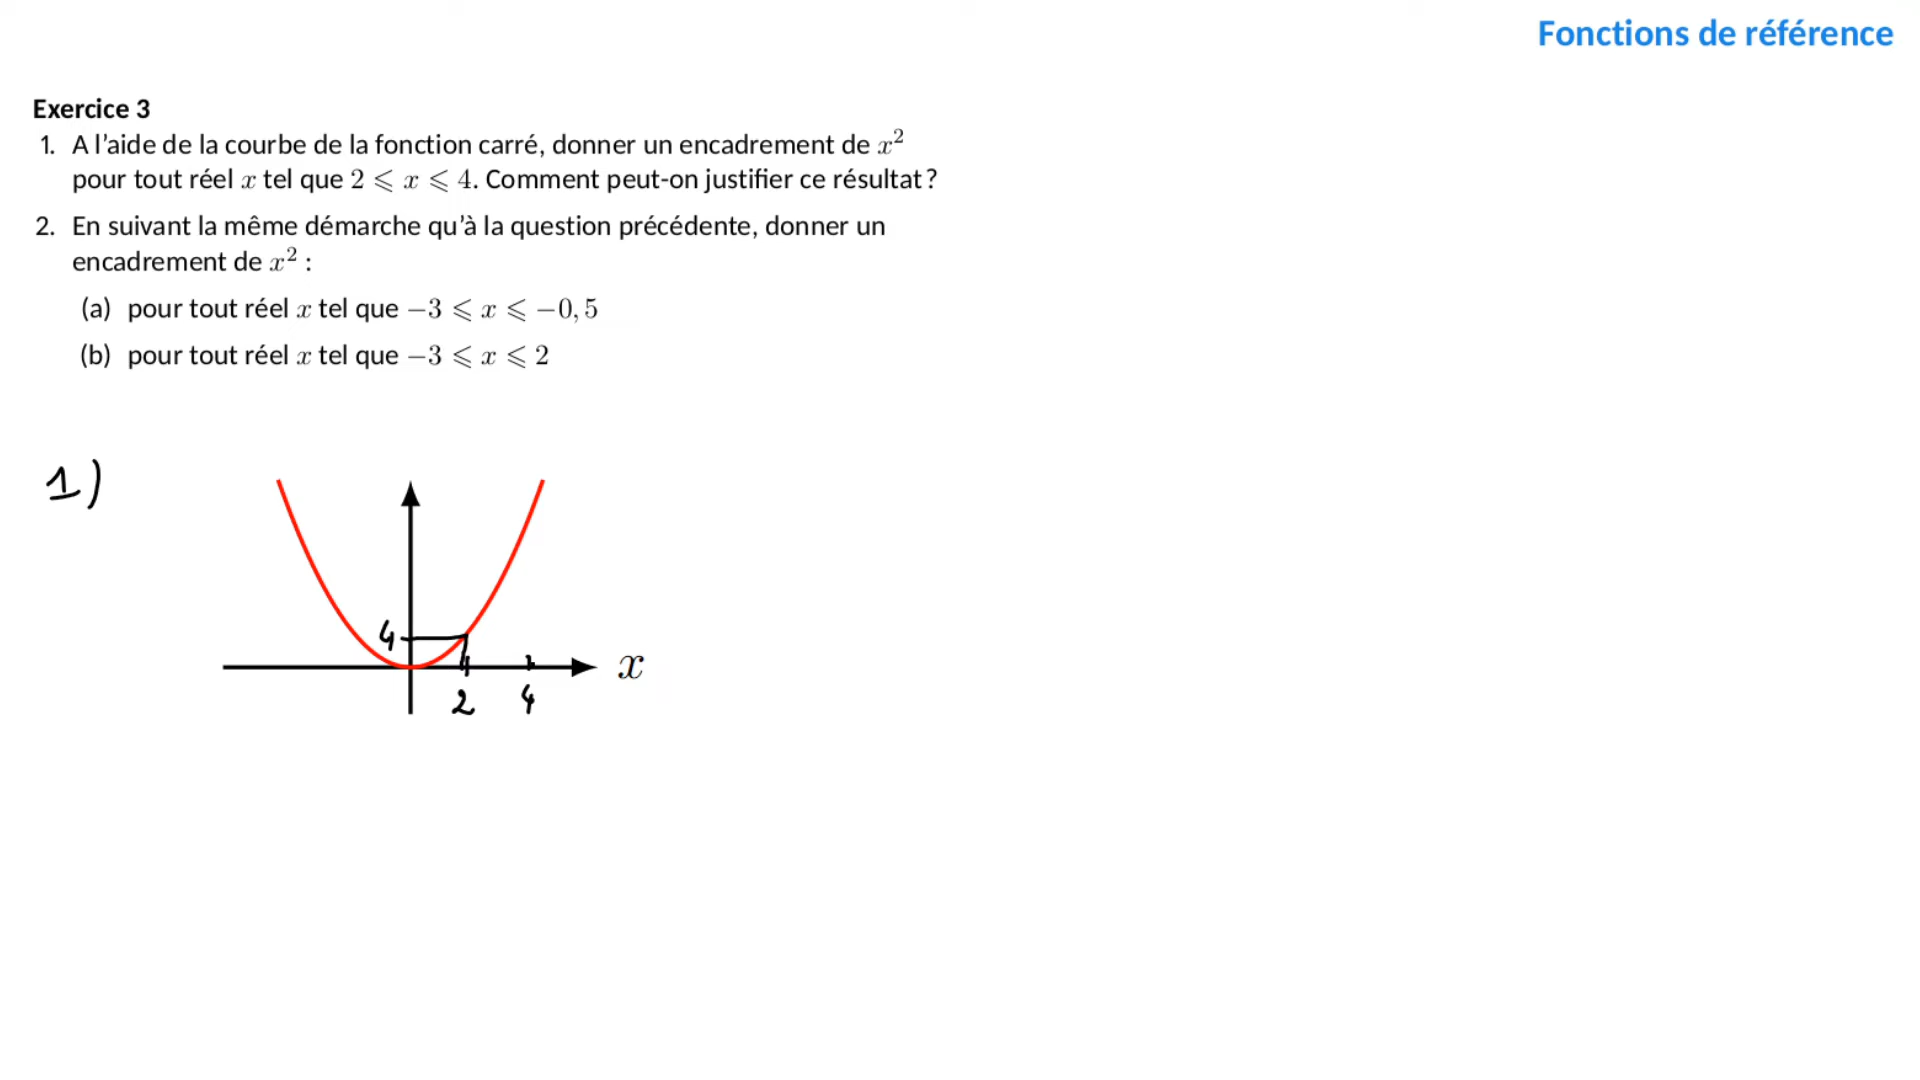 Fonctions de référence
Exercice 3
1. A l'aide de la courbe de la fonction carré, donner un encadrement de x²
pour tout réel x tel que 2 ⩽ x ⩽ 4. Comment peut-on justifier ce résultat ?
2. En suivant la même démarche qu'à la question précédente, donner un
encadrement de x² :
(a) pour tout réel x tel que −3 ⩽ x ⩽ −0, 5
(b) pour tout réel x tel que −3 ⩽ x ⩽ 2
1)
4
x
2 4